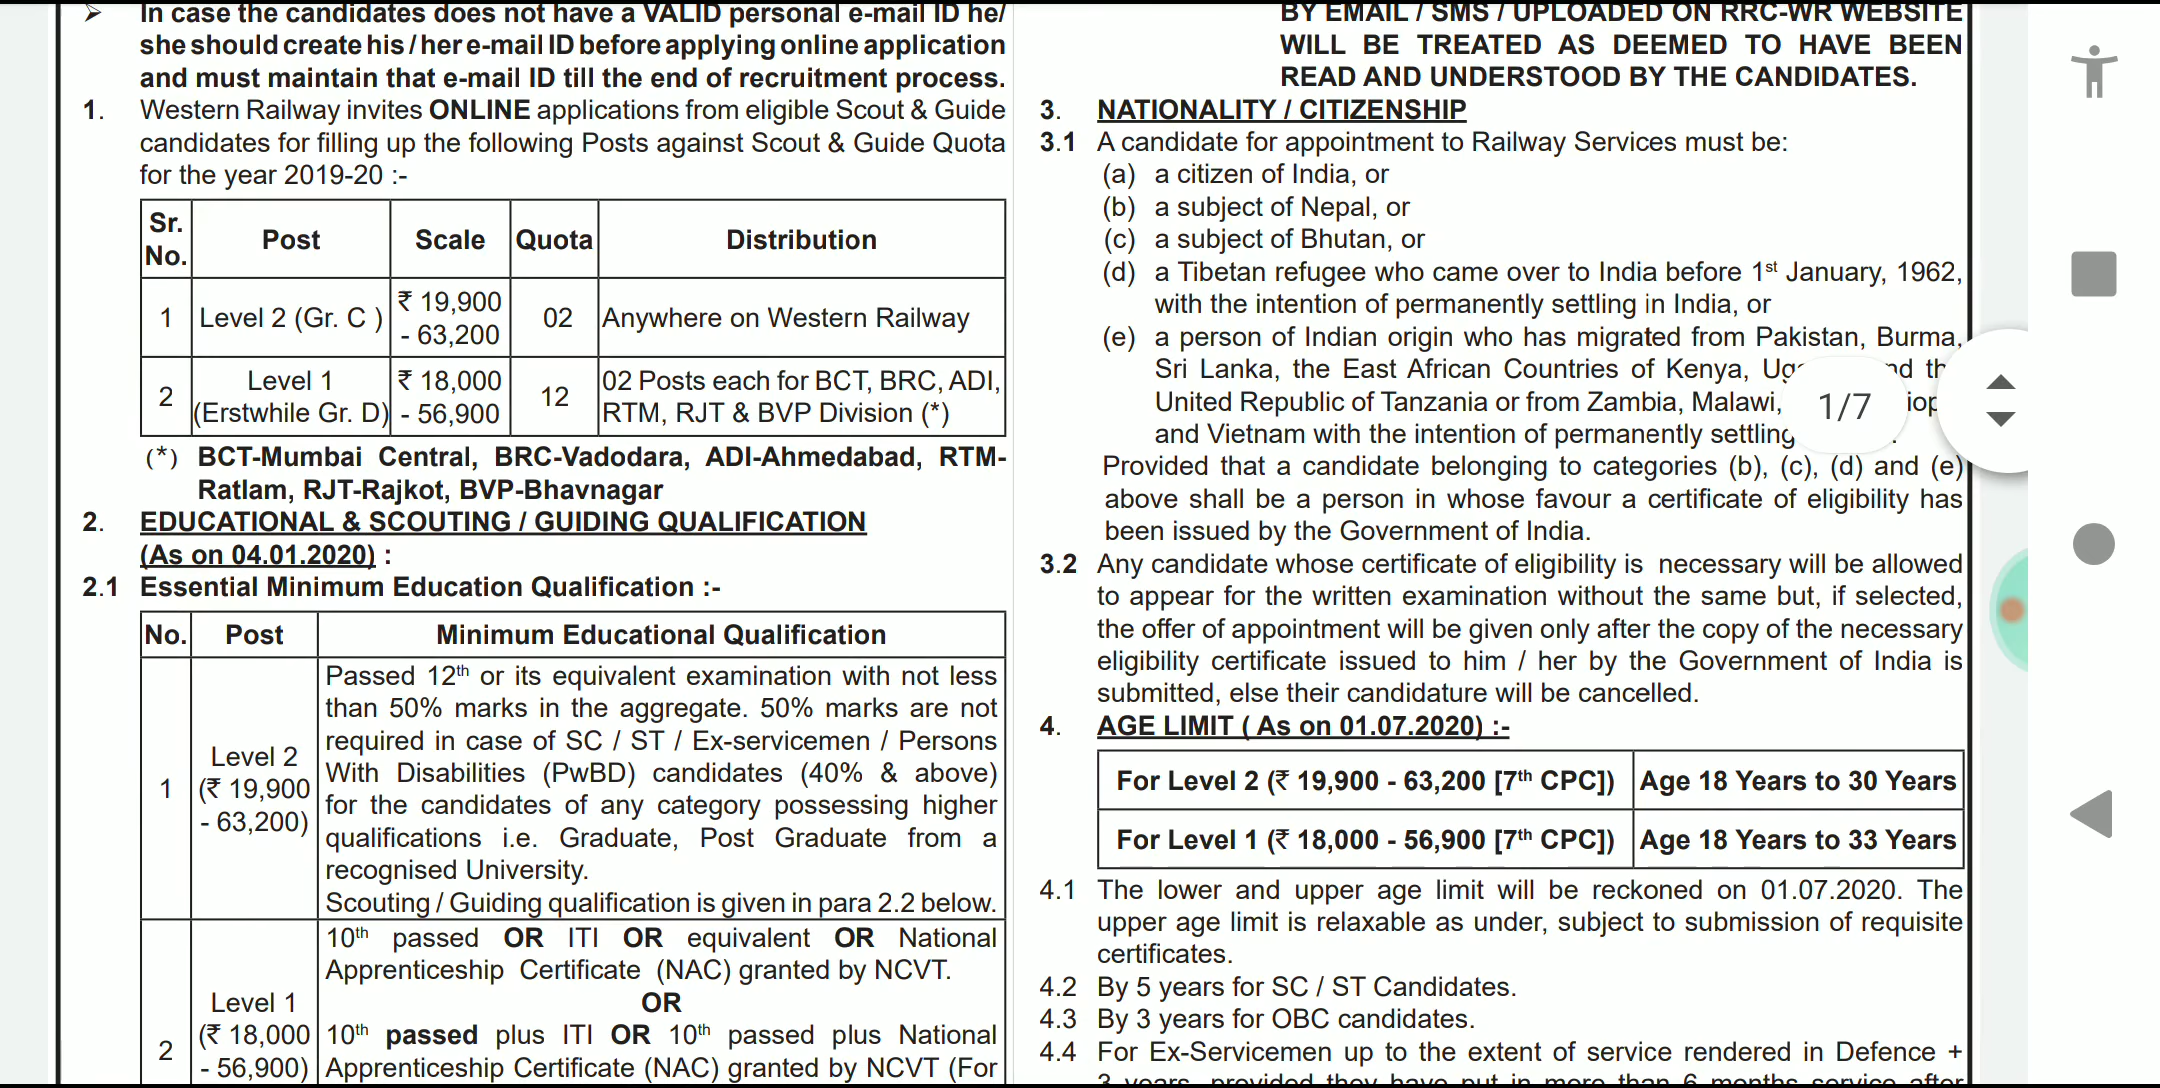 ➢ In case the candidates does not have a VALID personal e-mail ID he/
she should create his / her e-mail ID before applying online application
and must maintain that e-mail ID till the end of recruitment process.
1. Western Railway invites ONLINE applications from eligible Scout & Guide
candidates for filling up the following Posts against Scout & Guide Quota
for the year 2019-20 :-
Sr. No. Post Scale Quota Distribution
1 Level 2 (Gr. C ) ₹ 19,900 - 63,200 02 Anywhere on Western Railway
2 Level 1 (Erstwhile Gr. D) ₹ 18,000 - 56,900 12 02 Posts each for BCT, BRC, ADI,
RTM, RJT & BVP Division (*)
(*) BCT-Mumbai Central, BRC-Vadodara, ADI-Ahmedabad, RTM-
Ratlam, RJT-Rajkot, BVP-Bhavnagar
2. EDUCATIONAL & SCOUTING / GUIDING QUALIFICATION
(As on 04.01.2020) :
2.1 Essential Minimum Education Qualification :-
No. Post Minimum Educational Qualification
1 Level 2 (₹ 19,900 - 63,200)
Passed 12th or its equivalent examination with not less
than 50% marks in the aggregate. 50% marks are not
required in case of SC / ST / Ex-servicemen / Persons
With Disabilities (PwBD) candidates (40% & above)
for the candidates of any category possessing higher
qualifications i.e. Graduate, Post Graduate from a
recognised University.
Scouting / Guiding qualification is given in para 2.2 below.
2 Level 1 (₹ 18,000 - 56,900)
10th passed OR ITI OR equivalent OR National
Apprenticeship Certificate (NAC) granted by NCVT.
OR
10th passed plus ITI OR 10th passed plus National
Apprenticeship Certificate (NAC) granted by NCVT (For
BY EMAIL / SMS / UPLOADED ON RRC-WR WEBSITE
WILL BE TREATED AS DEEMED TO HAVE BEEN
READ AND UNDERSTOOD BY THE CANDIDATES.
3. NATIONALITY / CITIZENSHIP
3.1 A candidate for appointment to Railway Services must be:
(a) a citizen of India, or
(b) a subject of Nepal, or
(c) a subject of Bhutan, or
(d) a Tibetan refugee who came over to India before 1st January, 1962,
with the intention of permanently settling in India, or
(e) a person of Indian origin who has migrated from Pakistan, Burma,
Sri Lanka, the East African Countries of Kenya,
United Republic of Tanzania or from Zambia, Malawi,
and Vietnam with the intention of permanently settling
1/7
Provided that a candidate belonging to categories (b), (c), (d) and (e)
above shall be a person in whose favour a certificate of eligibility has
been issued by the Government of India.
3.2 Any candidate whose certificate of eligibility is necessary will be allowed
to appear for the written examination without the same but, if selected,
the offer of appointment will be given only after the copy of the necessary
eligibility certificate issued to him / her by the Government of India is
submitted, else their candidature will be cancelled.
4. AGE LIMIT ( As on 01.07.2020) :-
For Level 2 (₹ 19,900 - 63,200 [7th CPC]) Age 18 Years to 30 Years
For Level 1 (₹ 18,000 - 56,900 [7th CPC]) Age 18 Years to 33 Years
4.1 The lower and upper age limit will be reckoned on 01.07.2020. The
upper age limit is relaxable as under, subject to submission of requisite
certificates.
4.2 By 5 years for SC / ST Candidates.
4.3 By 3 years for OBC candidates.
4.4 For Ex-Servicemen up to the extent of service rendered in Defence +
3 years, provided they have put in more than 6 months service after